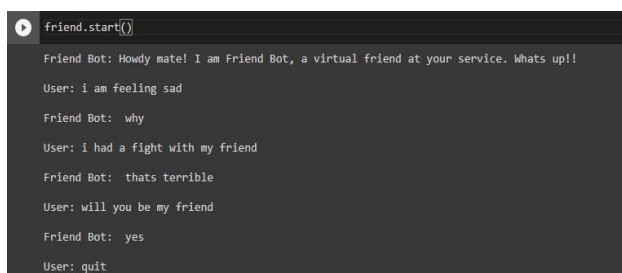 friend.start()
Friend Bot: Howdy mate! I am Friend Bot, a virtual friend at your service. Whats up!!
User: i am feeling sad
Friend Bot:  why
User: i had a fight with my friend
Friend Bot:  thats terrible
User: will you be my friend
Friend Bot:  yes
User: quit